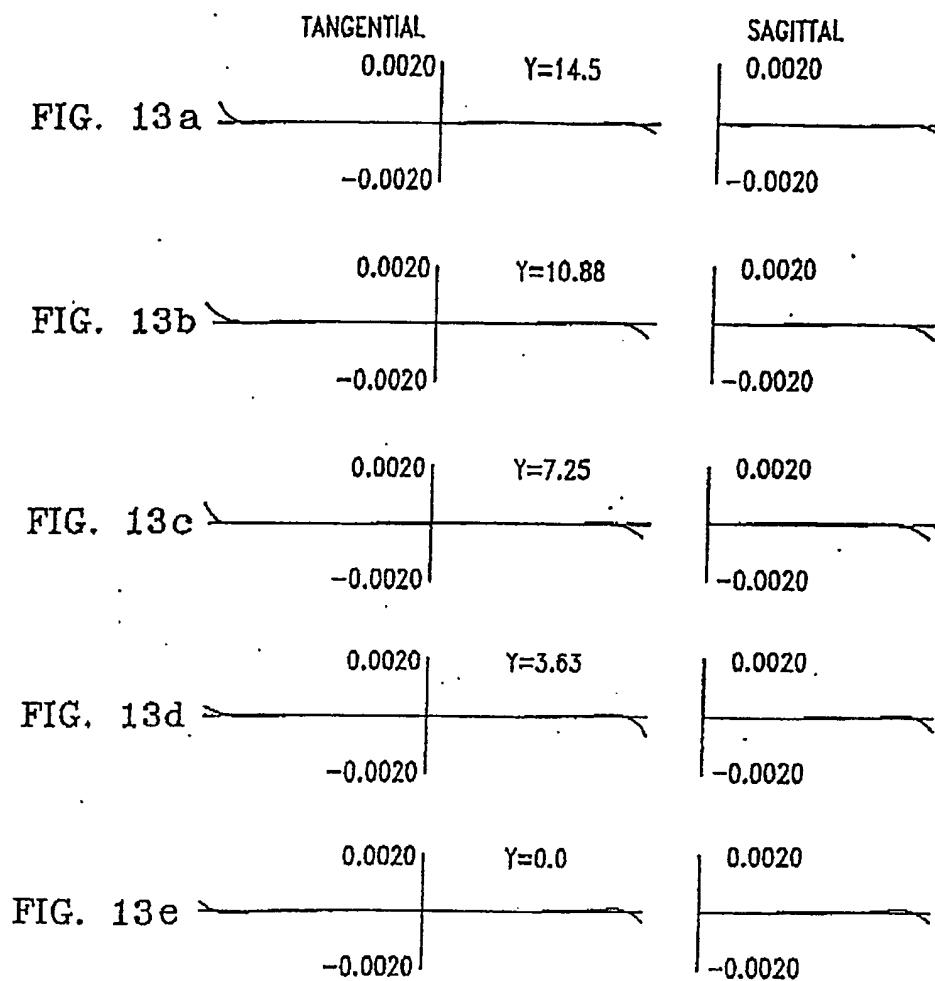 TANGENTIAL SAGITTAL
0.0020 Y=14.5 0.0020
FIG. 13a
-0.0020 -0.0020
0.0020 Y=10.88 0.0020
FIG. 13b
-0.0020 -0.0020
0.0020 Y=7.25 0.0020
FIG. 13c
-0.0020 -0.0020
0.0020 Y=3.63 0.0020
FIG. 13d
-0.0020 -0.0020
0.0020 Y=0.0 0.0020
FIG. 13e
-0.0020 -0.0020